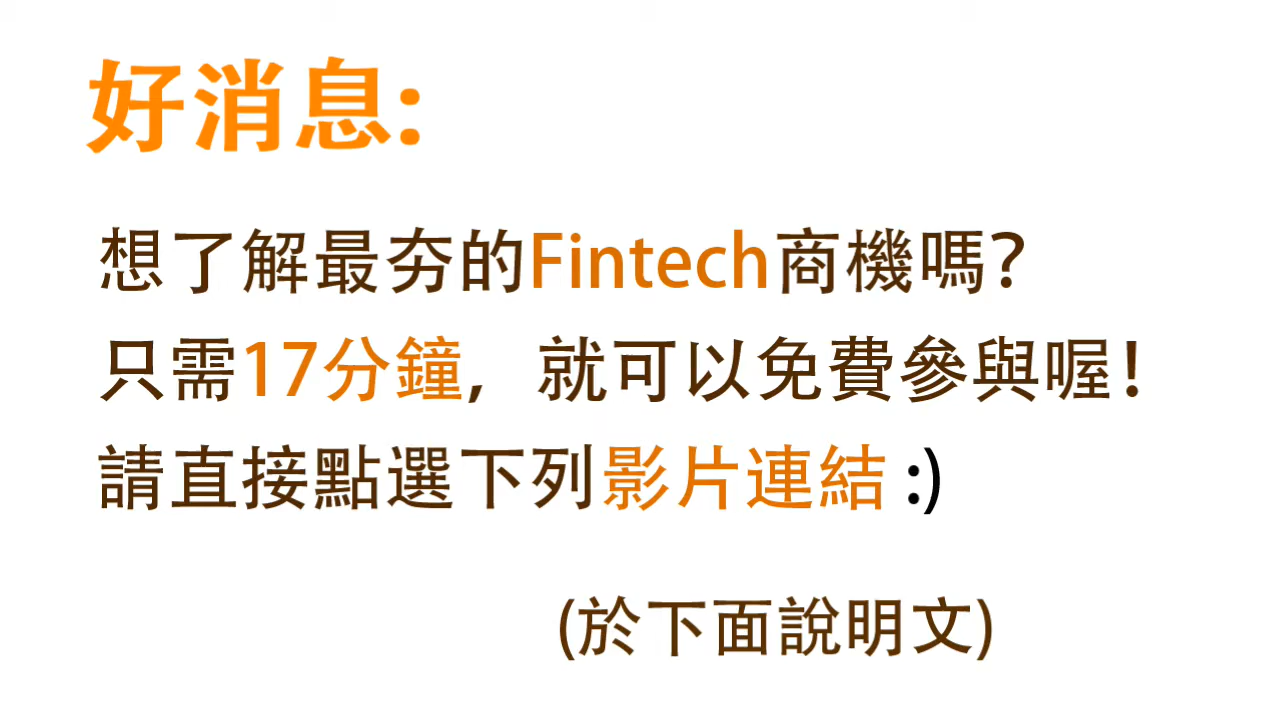 好消息:
想了解最夯的Fintech商機嗎?
只需17分鐘，就可以免費參與喔!
請直接點選下列影片連結 :)
(於下面說明文)